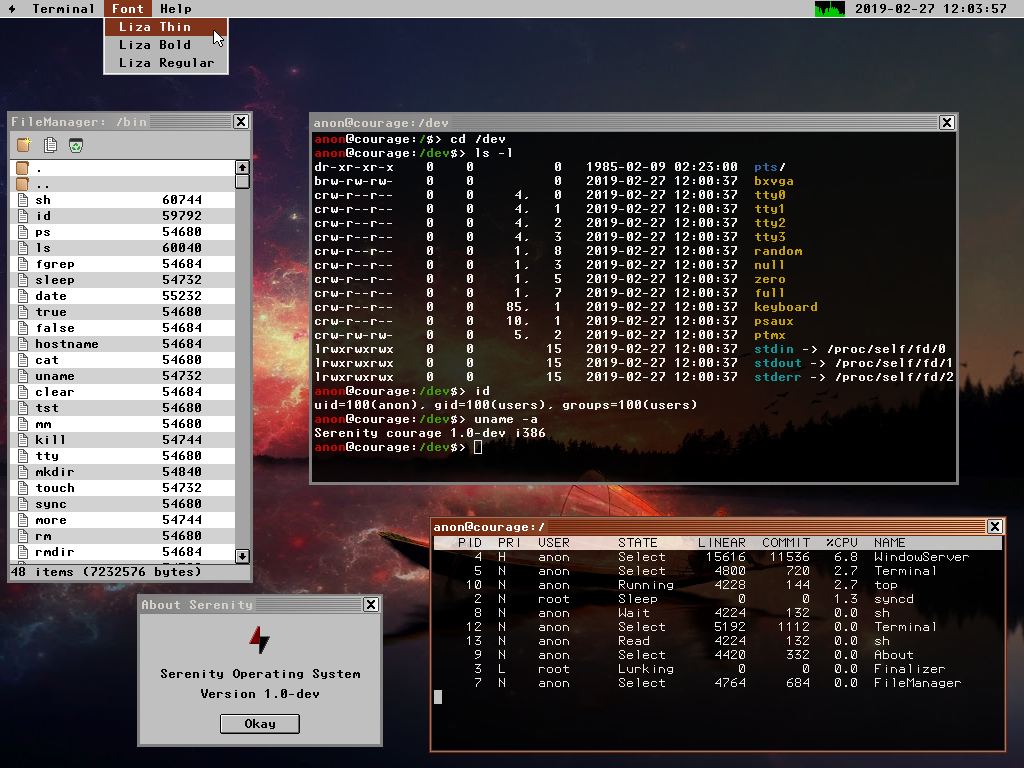 Terminal Font Help 2019-02-27 12:03:57
Liza Thin
Liza Bold
Liza Regular
FileManager: /bin
.
..
sh 60744
id 59792
ps 54680
ls 60040
fgrep 54684
sleep 54732
date 55232
true 54680
false 54684
hostname 54684
cat 54680
uname 54732
clear 54684
tst 54680
mm 54680
kill 54744
tty 54680
mkdir 54840
touch 54732
sync 54680
more 54744
rm 54680
rmdir 54684
48 items (7232576 bytes)
anon@courage:/dev
anon@courage:/$> cd /dev
anon@courage:/dev$> ls -l
dr-xr-xr-x 0 0 0 1985-02-09 02:23:00 pts/
brw-rw-rw- 0 0 0 2019-02-27 12:00:37 bxvga
crw-r--r-- 0 0 4, 0 2019-02-27 12:00:37 tty0
crw-r--r-- 0 0 4, 1 2019-02-27 12:00:37 tty1
crw-r--r-- 0 0 4, 2 2019-02-27 12:00:37 tty2
crw-r--r-- 0 0 4, 3 2019-02-27 12:00:37 tty3
crw-r--r-- 0 0 1, 8 2019-02-27 12:00:37 random
crw-r--r-- 0 0 1, 3 2019-02-27 12:00:37 null
crw-r--r-- 0 0 1, 5 2019-02-27 12:00:37 zero
crw-r--r-- 0 0 1, 7 2019-02-27 12:00:37 full
crw-r--r-- 0 0 85, 1 2019-02-27 12:00:37 keyboard
crw-r--r-- 0 0 10, 1 2019-02-27 12:00:37 psaux
crw-rw-rw- 0 0 5, 2 2019-02-27 12:00:37 ptmx
lrwxrwxrwx 0 0 15 2019-02-27 12:00:37 stdin -> /proc/self/fd/0
lrwxrwxrwx 0 0 15 2019-02-27 12:00:37 stdout -> /proc/self/fd/1
lrwxrwxrwx 0 0 15 2019-02-27 12:00:37 stderr -> /proc/self/fd/2
anon@courage:/dev$> id
uid=100(anon), gid=100(users), groups=100(users)
anon@courage:/dev$> uname -a
Serenity courage 1.0-dev i386
anon@courage:/dev$>
anon@courage:/
PID PRI USER STATE LINEAR COMMIT %CPU NAME
4 H anon Select 15616 11536 6.8 WindowServer
5 N anon Select 4800 720 2.7 Terminal
10 N anon Running 4228 144 2.7 top
2 N root Sleep 0 0 1.3 syncd
8 N anon Wait 4224 132 0.0 sh
12 N anon Select 5192 1112 0.0 Terminal
13 N anon Read 4224 132 0.0 sh
9 N anon Select 4420 332 0.0 About
3 L root Lurking 0 0 0.0 Finalizer
7 N anon Select 4764 684 0.0 FileManager
About Serenity
Serenity Operating System
Version 1.0-dev
Okay